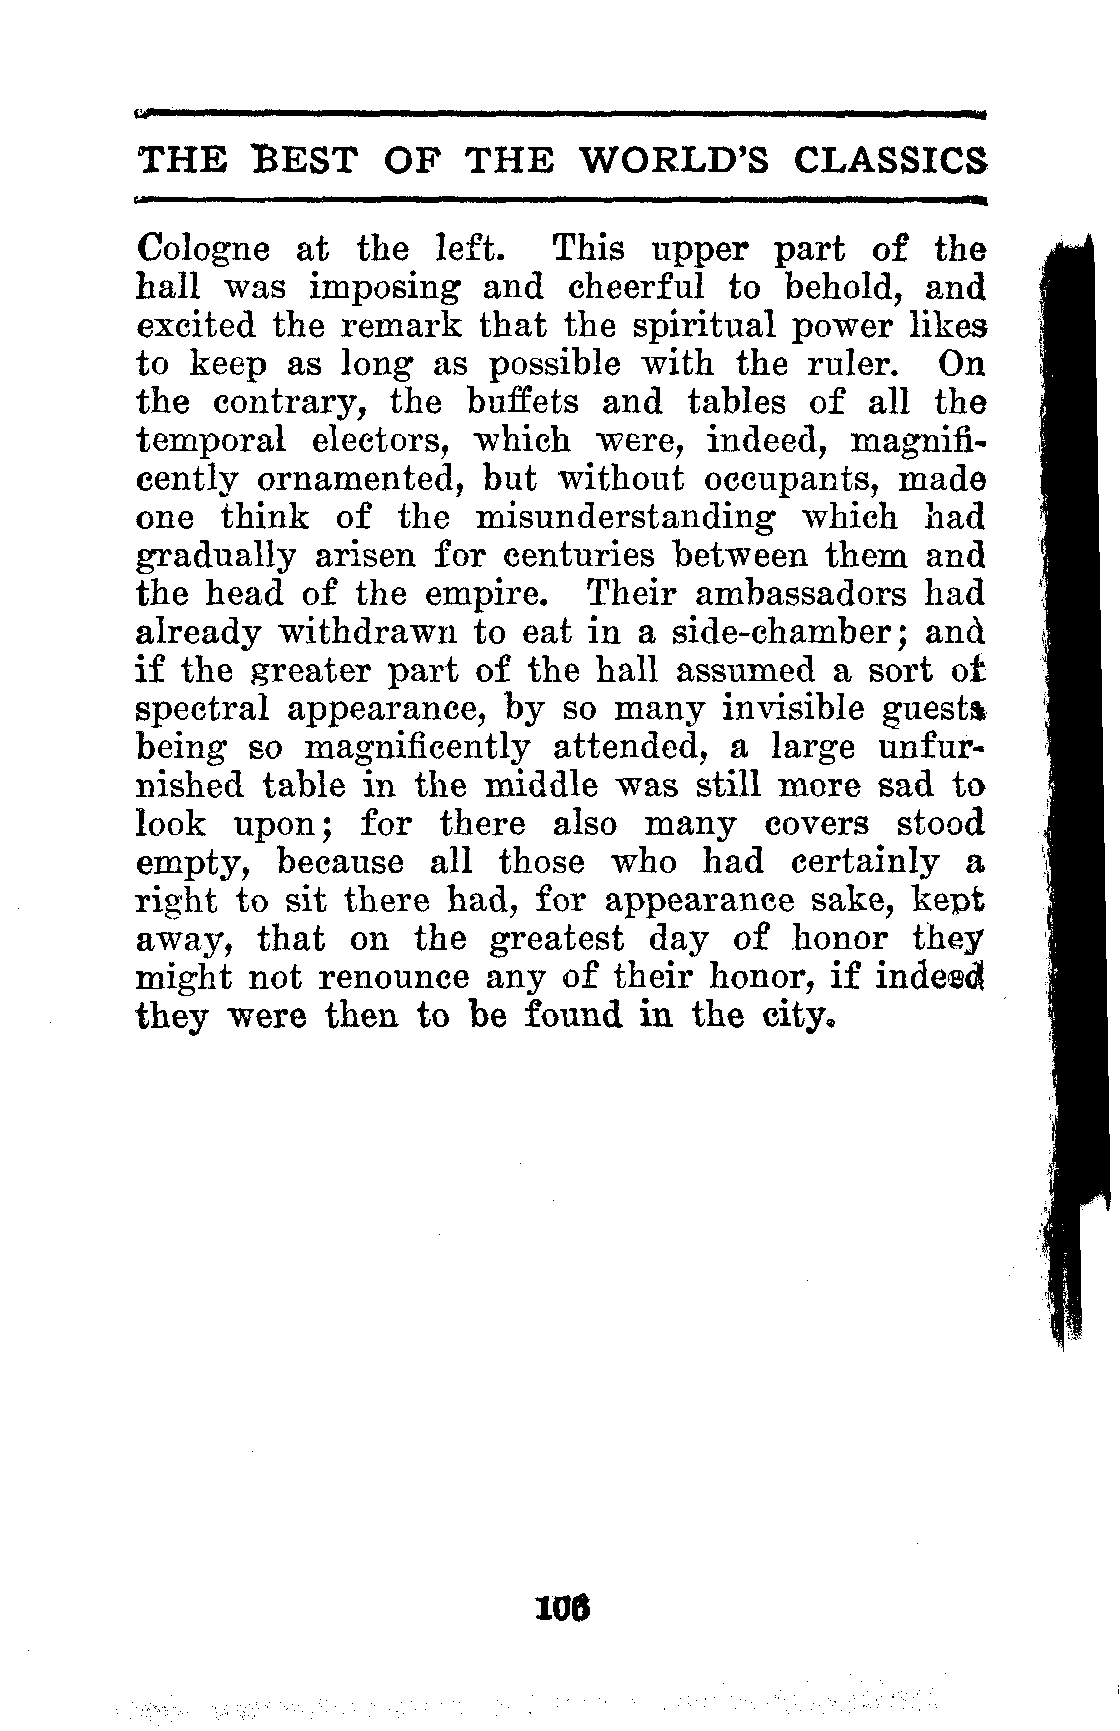 THE BEST OF THE WORLD'S CLASSICS
Cologne at the left. This upper part of the
hall was imposing and cheerful to behold, and
excited the remark that the spiritual power likes
to keep as long as possible with the ruler. On
the contrary, the buffets and tables of all the
temporal electors, which were, indeed, magnifi-
cently ornamented, but without occupants, made
one think of the misunderstanding which had
gradually arisen for centuries between them and
the head of the empire. Their ambassadors had
already withdrawn to eat in a side-chamber; and
if the greater part of the hall assumed a sort of
spectral appearance, by so many invisible guests
being so magnificently attended, a large unfur-
nished table in the middle was still more sad to
look upon; for there also many covers stood
empty, because all those who had certainly a
right to sit there had, for appearance sake, kept
away, that on the greatest day of honor they
might not renounce any of their honor, if indeed
they were then to be found in the city.
106